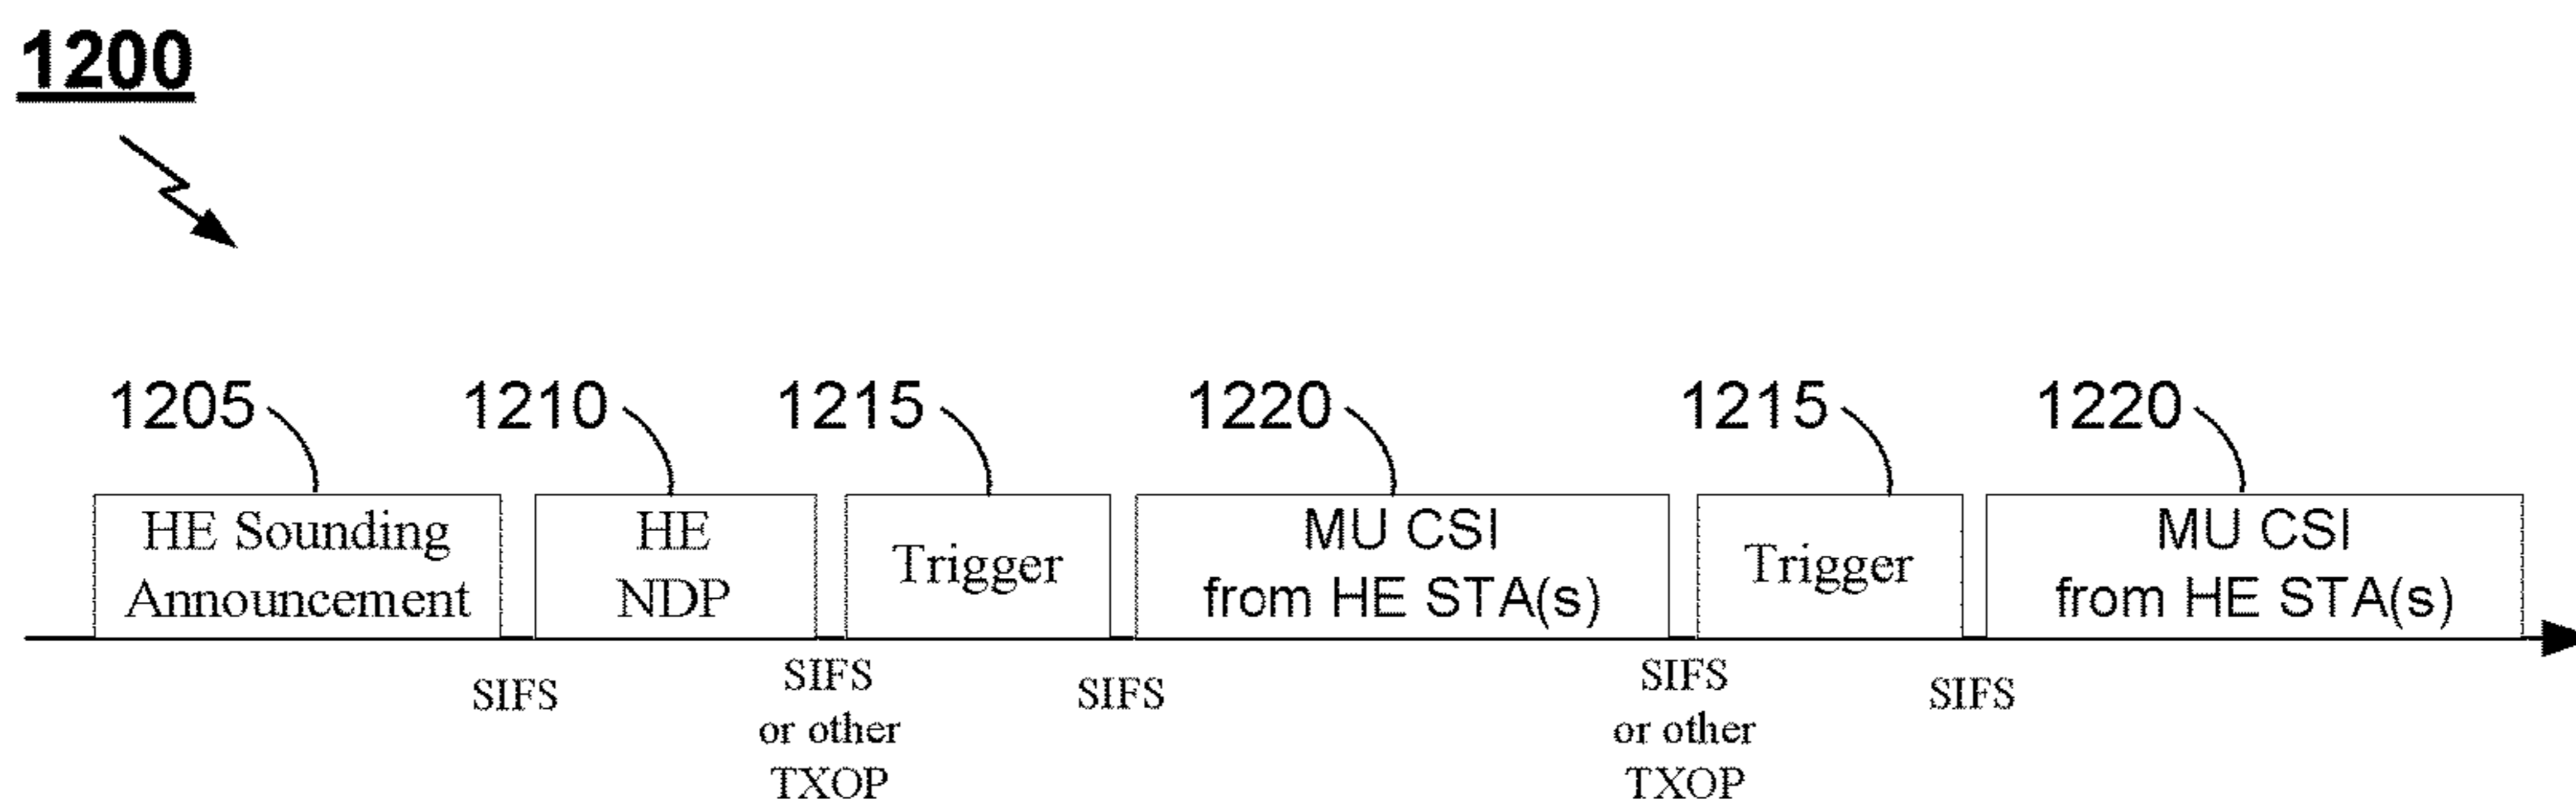 1200
1205 1210 1215 1220 1215 1220
HE Sounding HE Trigger MU CSI Trigger MU CSI
Announcement NDP from HE STA(s) from HE STA(s)
SIFS SIFS SIFS SIFS SIFS
or other or other
TXOP TXOP